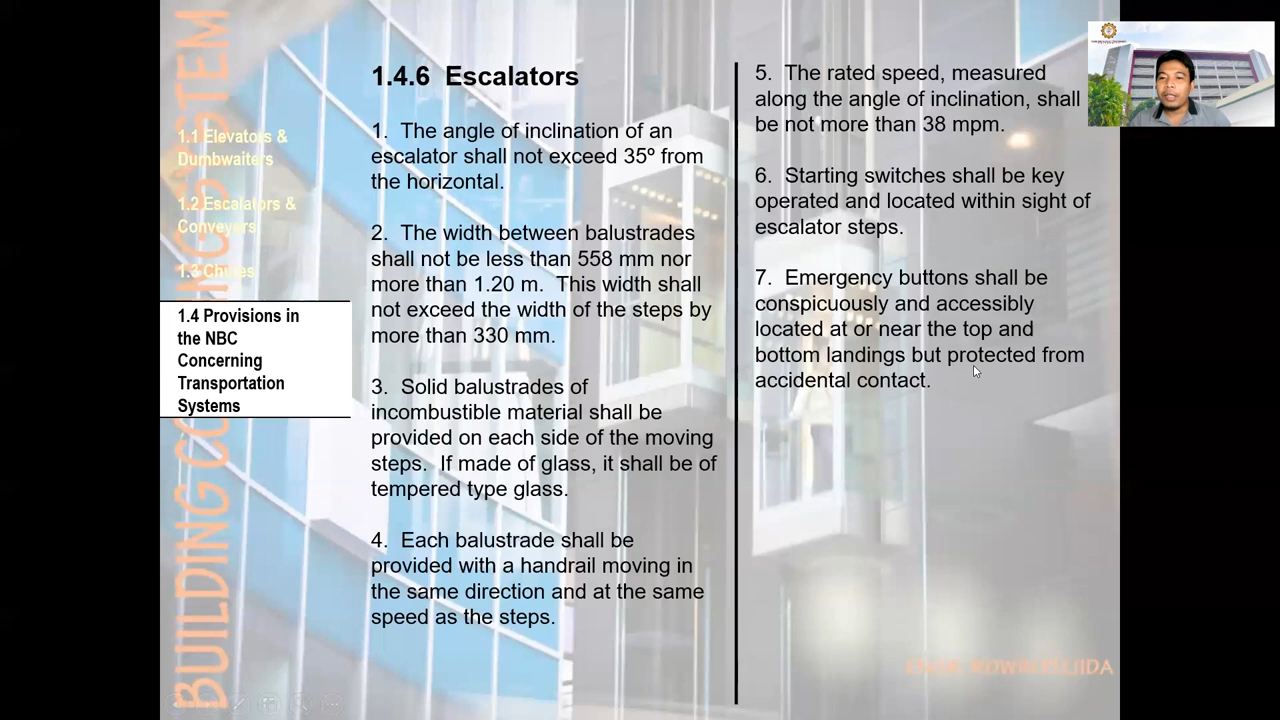 BUILDING
SYSTEM
1.1 Elevators &
Dumbwaiters
1.2 Escalators &
Conveyers
1.3 Chutes
1.4 Provisions in
the NBC
Concerning
Transportation
Systems
1.4.6 Escalators
1. The angle of inclination of an
escalator shall not exceed 35º from
the horizontal.
2. The width between balustrades
shall not be less than 558 mm nor
more than 1.20 m. This width shall
not exceed the width of the steps by
more than 330 mm.
3. Solid balustrades of
incombustible material shall be
provided on each side of the moving
steps. If made of glass, it shall be of
tempered type glass.
4. Each balustrade shall be
provided with a handrail moving in
the same direction and at the same
speed as the steps.
5. The rated speed, measured
along the angle of inclination, shall
be not more than 38 mpm.
6. Starting switches shall be key
operated and located within sight of
escalator steps.
7. Emergency buttons shall be
conspicuously and accessibly
located at or near the top and
bottom landings but protected from
accidental contact.